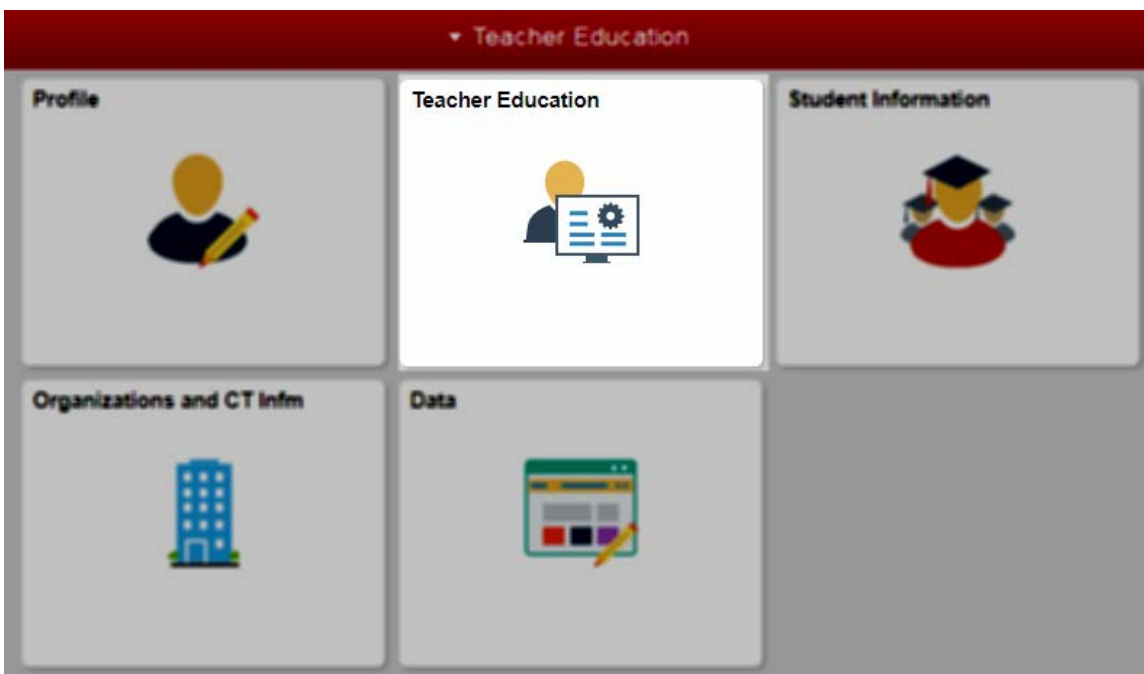 Teacher Education
Profile
Teacher Education
Student Information
Organizations and CT Infm
Data